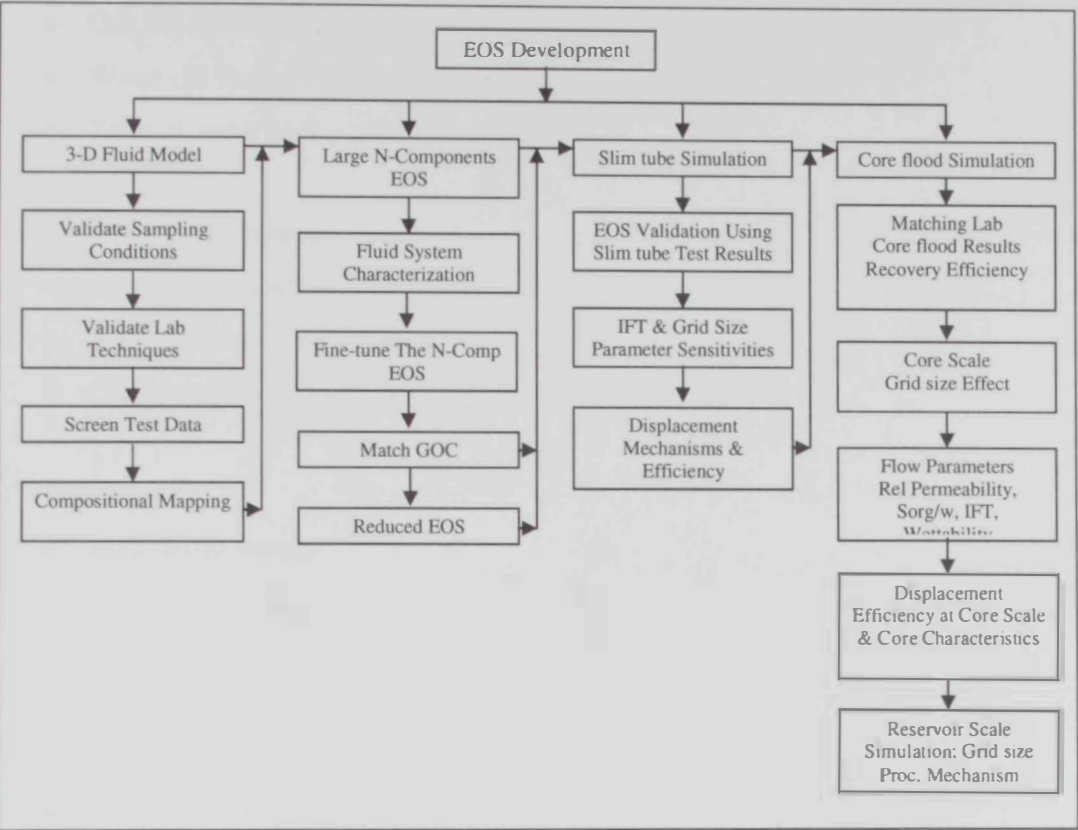 EOS Development
3-D Fluid Model
Validate Sampling
Conditions
Validate Lab
Techniques
Screen Test Data
Compositional Mapping
Large N-Components
EOS
Fluid System
Characterization
Fine-tune The N-Comp
EOS
Match GOC
Reduced EOS
Slim tube Simulation
EOS Validation Using
Slim tube Test Results
IFT & Grid Size
Parameter Sensitivities
Displacement
Mechanisms &
Efficiency
Core flood Simulation
Matching Lab
Core flood Results
Recovery Efficiency
Core Scale
Grid size Effect
Flow Parameters
Rel Permeability,
Sorg/w, IFT,
Wettability
Displacement
Efficiency at Core Scale
& Core Characteristics
Reservoir Scale
Simulation: Grid size
Proc. Mechanism